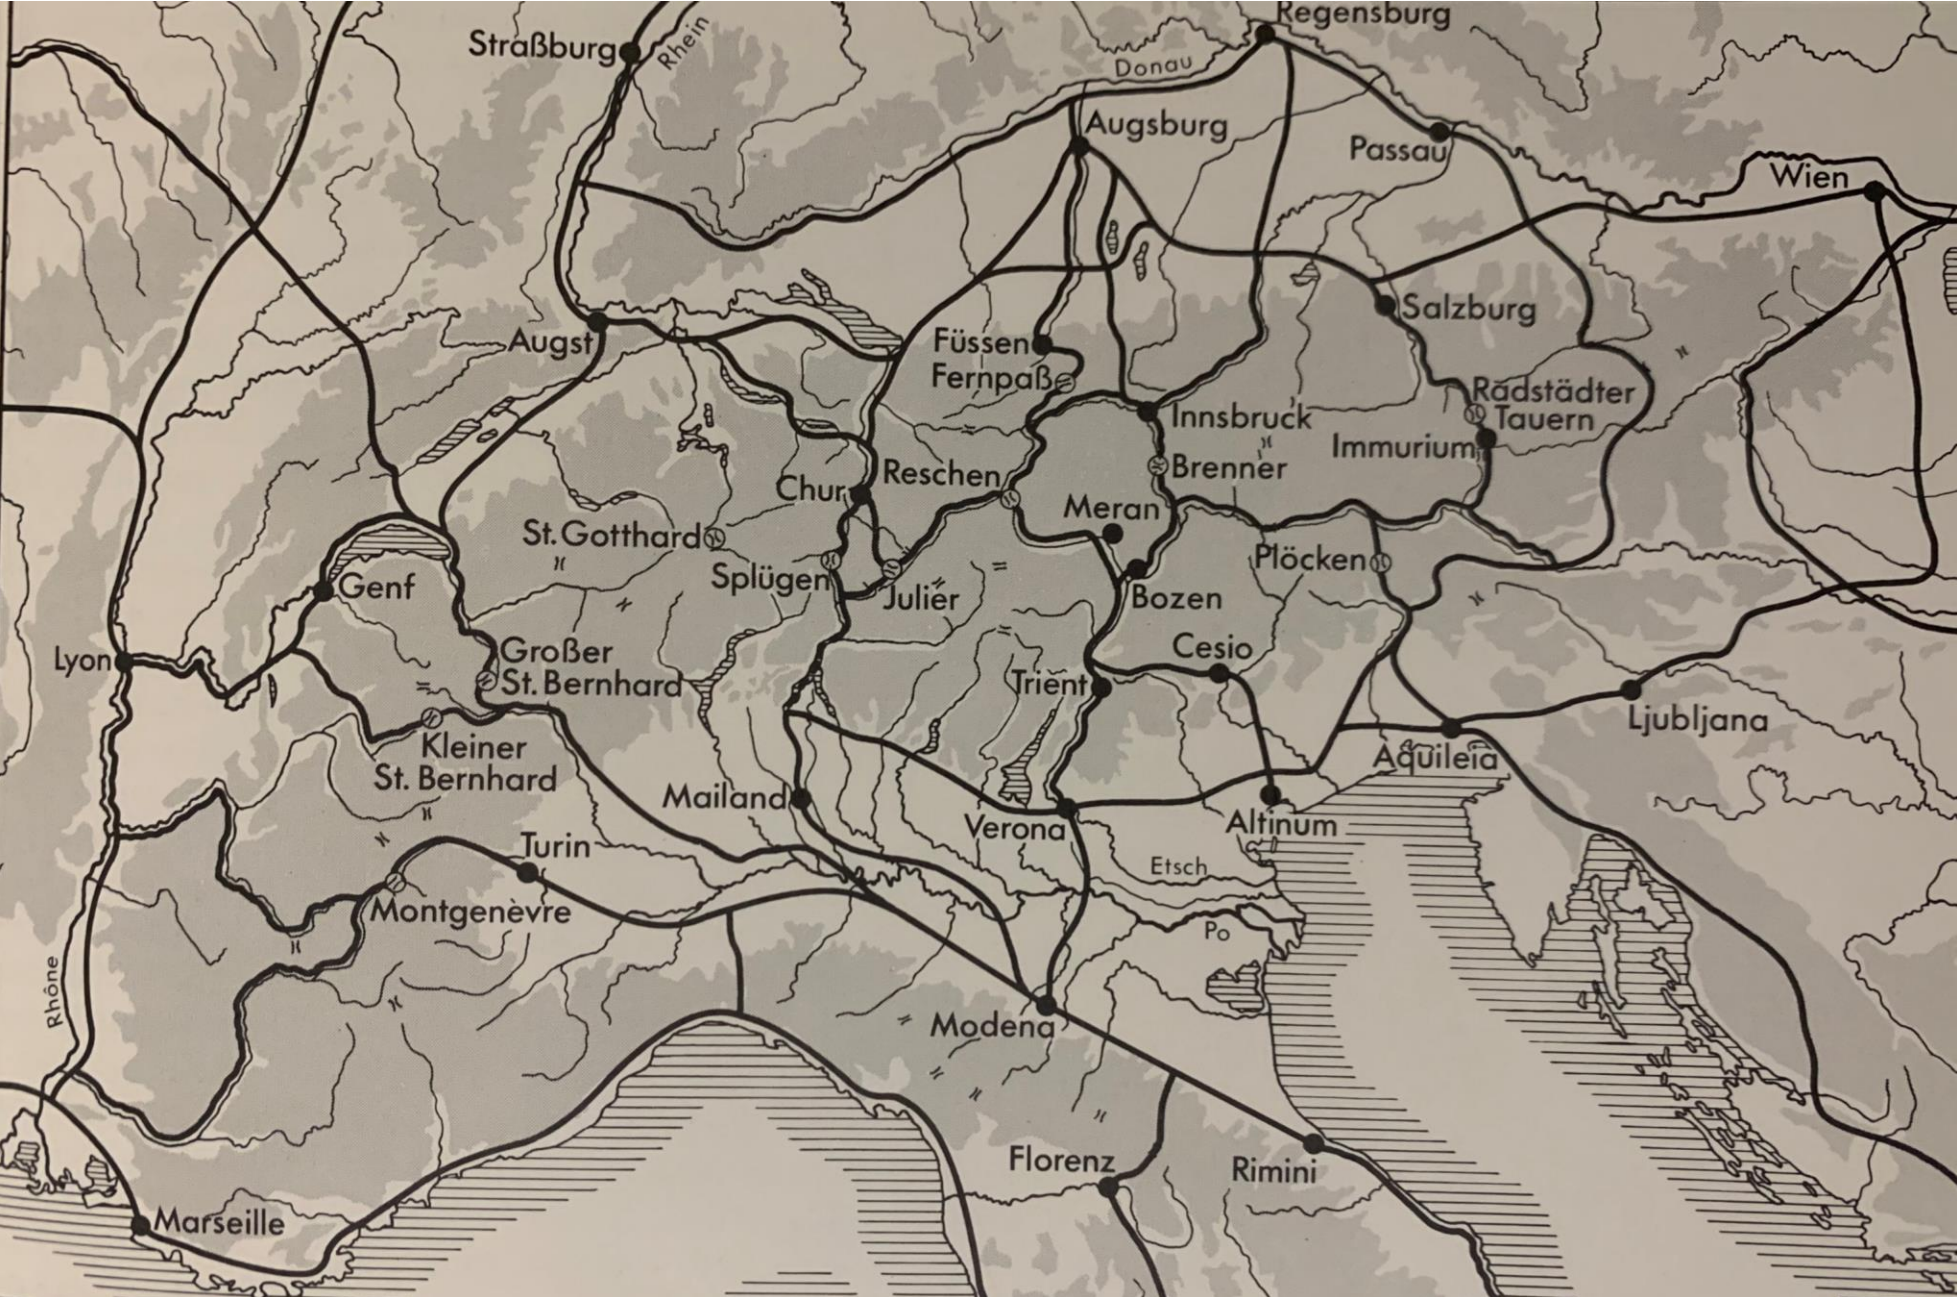 Regensburg
Straßburg
Rhein
Donau
Augsburg
Passau
Wien
Salzburg
Augst
Füssen
Fernpaß
Radstädter
Tauern
Innsbruck
Immurium
Brenner
Reschen
Chur
Meran
St. Gotthard
Plöcken
Splügen
Julier
Genf
Bozen
Cesio
Großer
St. Bernhard
Lyon
Trient
Ljubljana
Kleiner
St. Bernhard
Aquileia
Mailand
Verona
Altinum
Turin
Etsch
Montgenèvre
Po
Rhône
Modena
Florenz
Rimini
Marseille